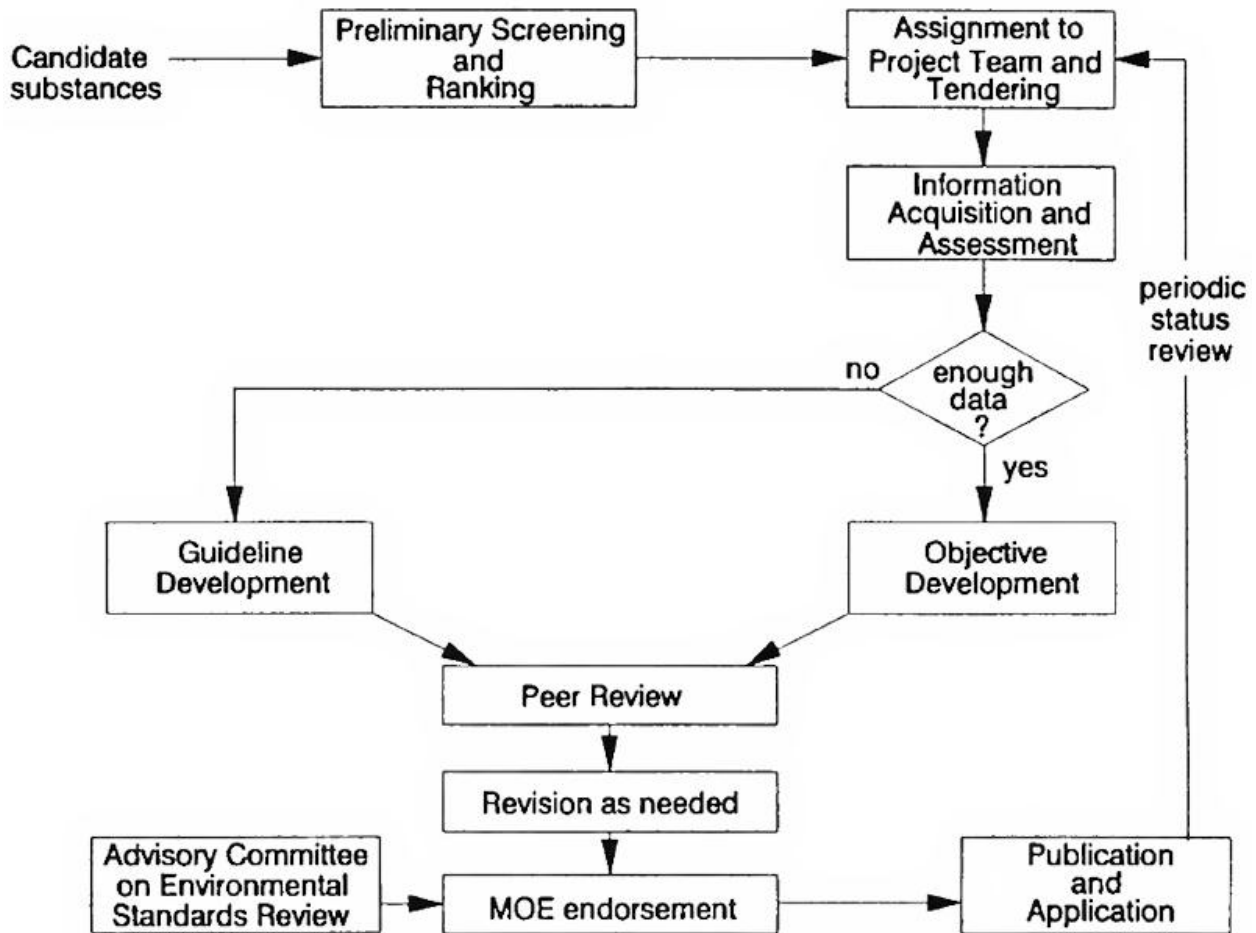 Candidate
substances
Preliminary Screening
and
Ranking
Assignment to
Project Team and
Tendering
Information
Acquisition and
Assessment
periodic
status
review
no
enough
data
?
yes
Guideline
Development
Objective
Development
Peer Review
Revision as needed
Advisory Committee
on Environmental
Standards Review
MOE endorsement
Publication
and
Application